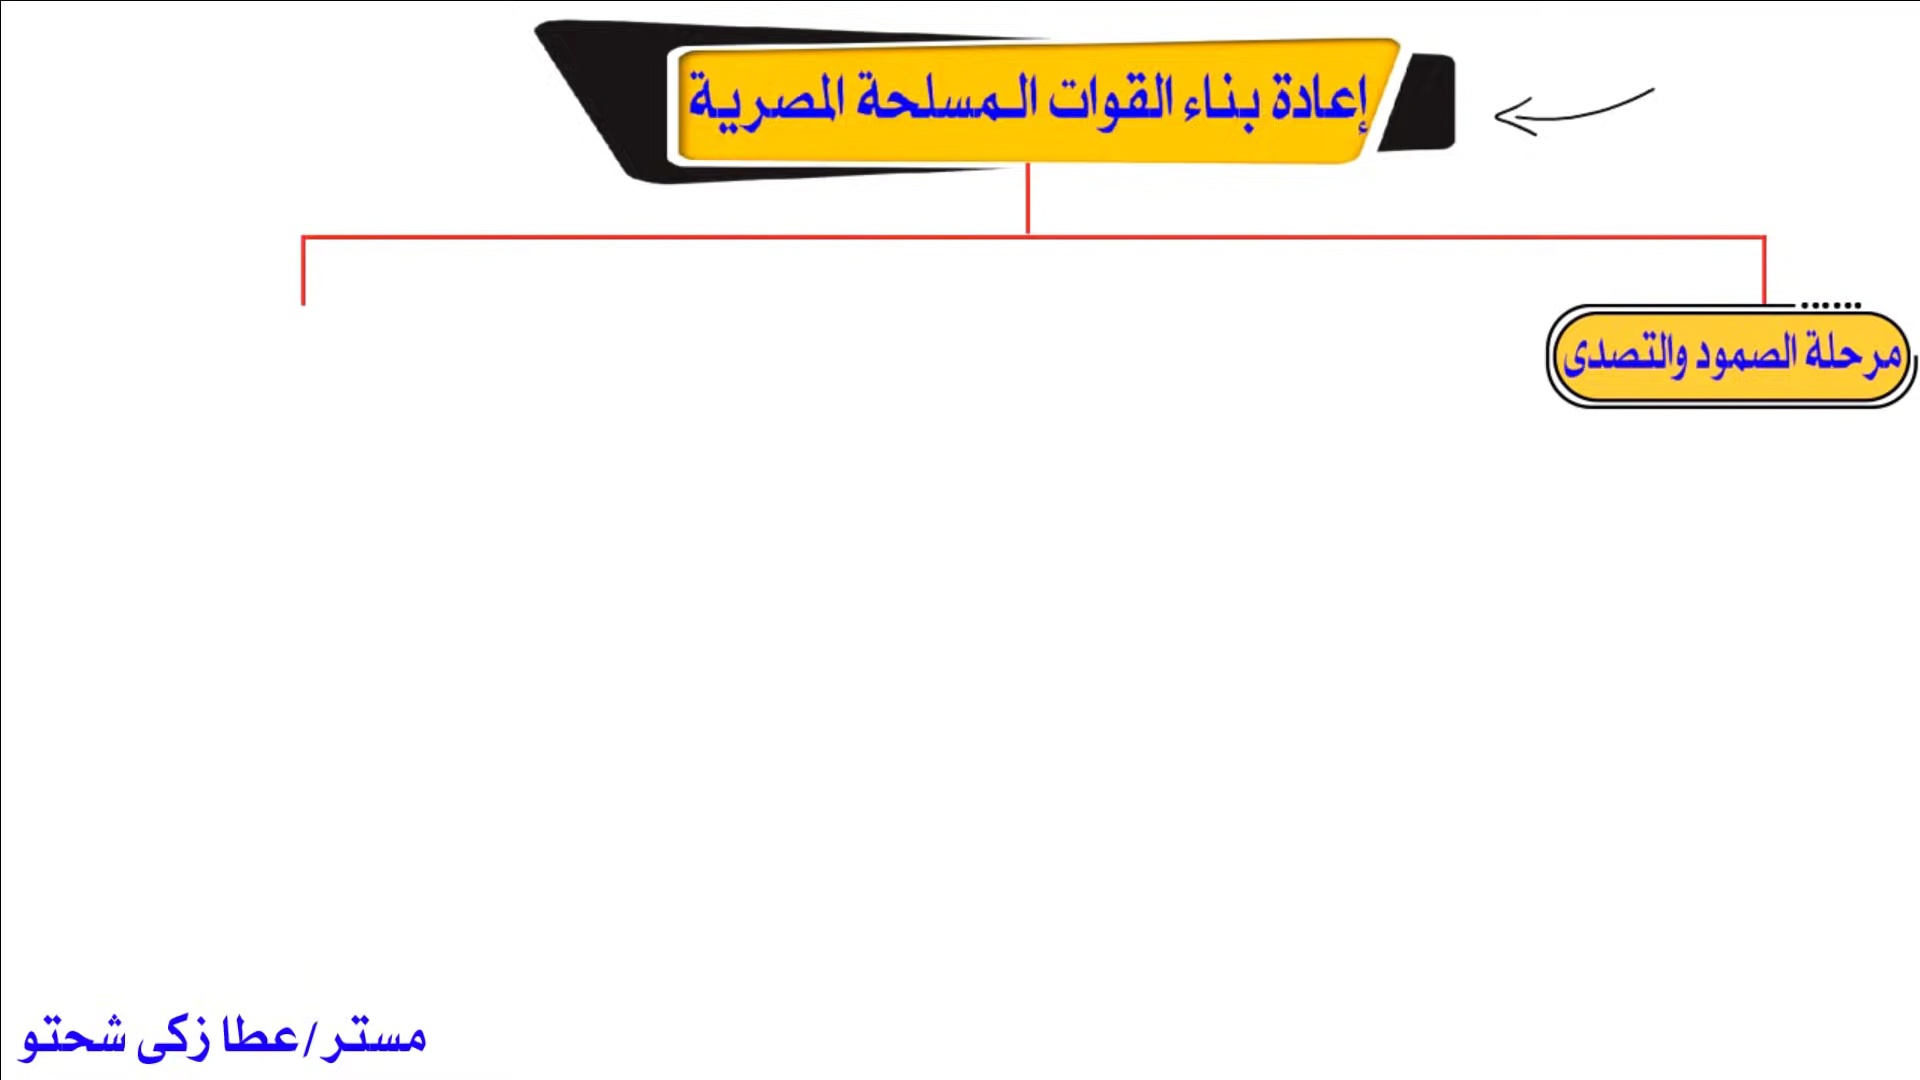 إعادة بناء القوات المسلحة المصرية
مرحلة الصمود والتصدى
مستر/عطا زكى شحتو